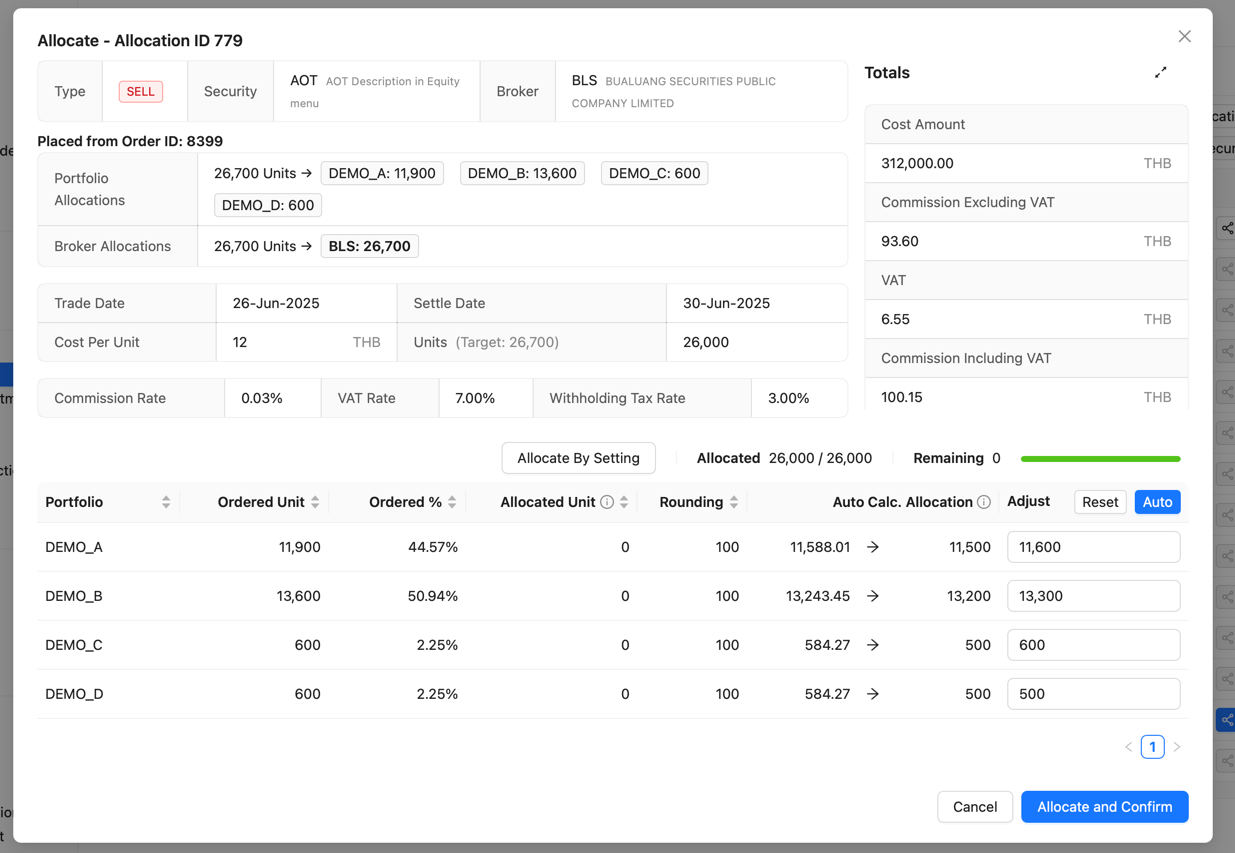 Allocate - Allocation ID 779
Type SELL Security AOT AOT Description in Equity menu Broker BLS BUALUANG SECURITIES PUBLIC COMPANY LIMITED
Placed from Order ID: 8399
Portfolio Allocations 26,700 Units → DEMO_A: 11,900 DEMO_B: 13,600 DEMO_C: 600
DEMO_D: 600
Broker Allocations 26,700 Units → BLS: 26,700
Trade Date 26-Jun-2025 Settle Date 30-Jun-2025
Cost Per Unit 12 THB Units (Target: 26,700) 26,000
Commission Rate 0.03% VAT Rate 7.00% Withholding Tax Rate 3.00%
Totals
Cost Amount
312,000.00 THB
Commission Excluding VAT
93.60 THB
VAT
6.55 THB
Commission Including VAT
100.15 THB
Allocate By Setting Allocated 26,000 / 26,000 Remaining 0
Portfolio Ordered Unit Ordered % Allocated Unit Rounding Auto Calc. Allocation Adjust Reset Auto
DEMO_A 11,900 44.57% 0 100 11,588.01 → 11,500 11,600
DEMO_B 13,600 50.94% 0 100 13,243.45 → 13,200 13,300
DEMO_C 600 2.25% 0 100 584.27 → 500 600
DEMO_D 600 2.25% 0 100 584.27 → 500 500
< 1 >
Cancel Allocate and Confirm